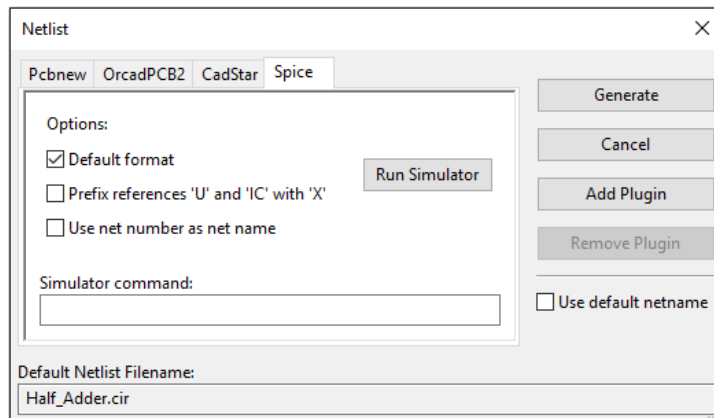 Netlist
Pcbnew OrcadPCB2 CadStar Spice
Options:
Default format
Prefix references 'U' and 'IC' with 'X'
Use net number as net name
Run Simulator
Simulator command:
Generate
Cancel
Add Plugin
Remove Plugin
Use default netname
Default Netlist Filename:
Half_Adder.cir